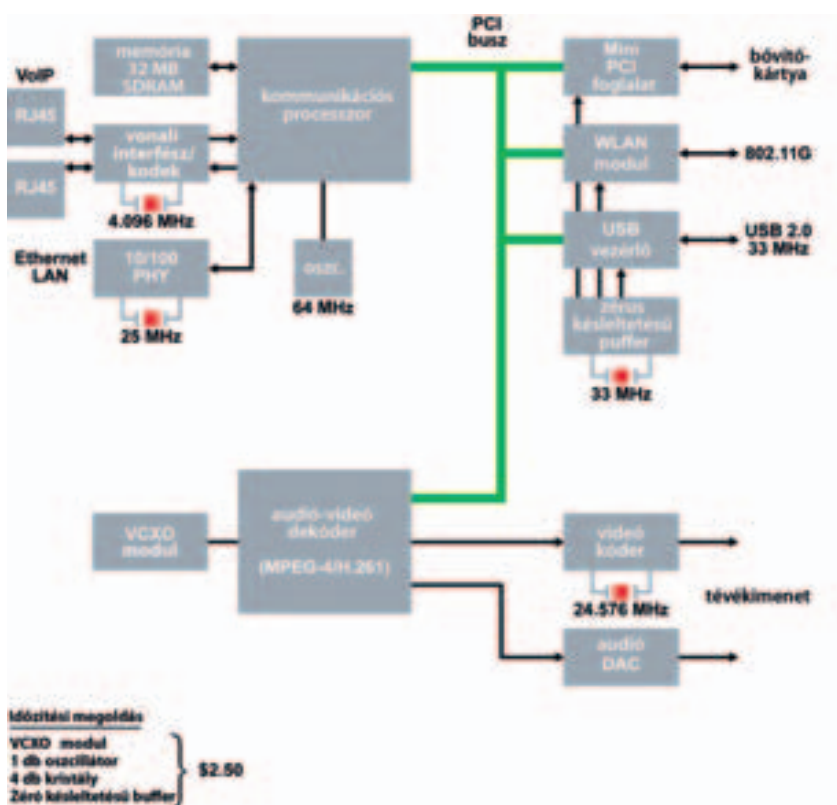 PCI
busz
memória
32 MB
SDRAM
VoIP
RJ45
RJ45
vonali
interfész/
kodek
4.096 MHz
kommunikációs
processzor
Ethernet
LAN
10/100
PHY
25 MHz
oszc.
64 MHz
Mini
PCI
foglalat
bővítő-
kártya
WLAN
modul
802.11G
USB
vezérlő
USB 2.0
33 MHz
zérus
késleltetésű
puffer
33 MHz
VCXO
modul
audió-videó
dekóder
(MPEG-4/H.261)
videó
kóder
24.576 MHz
tévékimenet
audió
DAC
Időzítési megoldás
VCXO modul
1 db oszcillátor
4 db kristály
Zéró késleltetésű buffer
$2.50